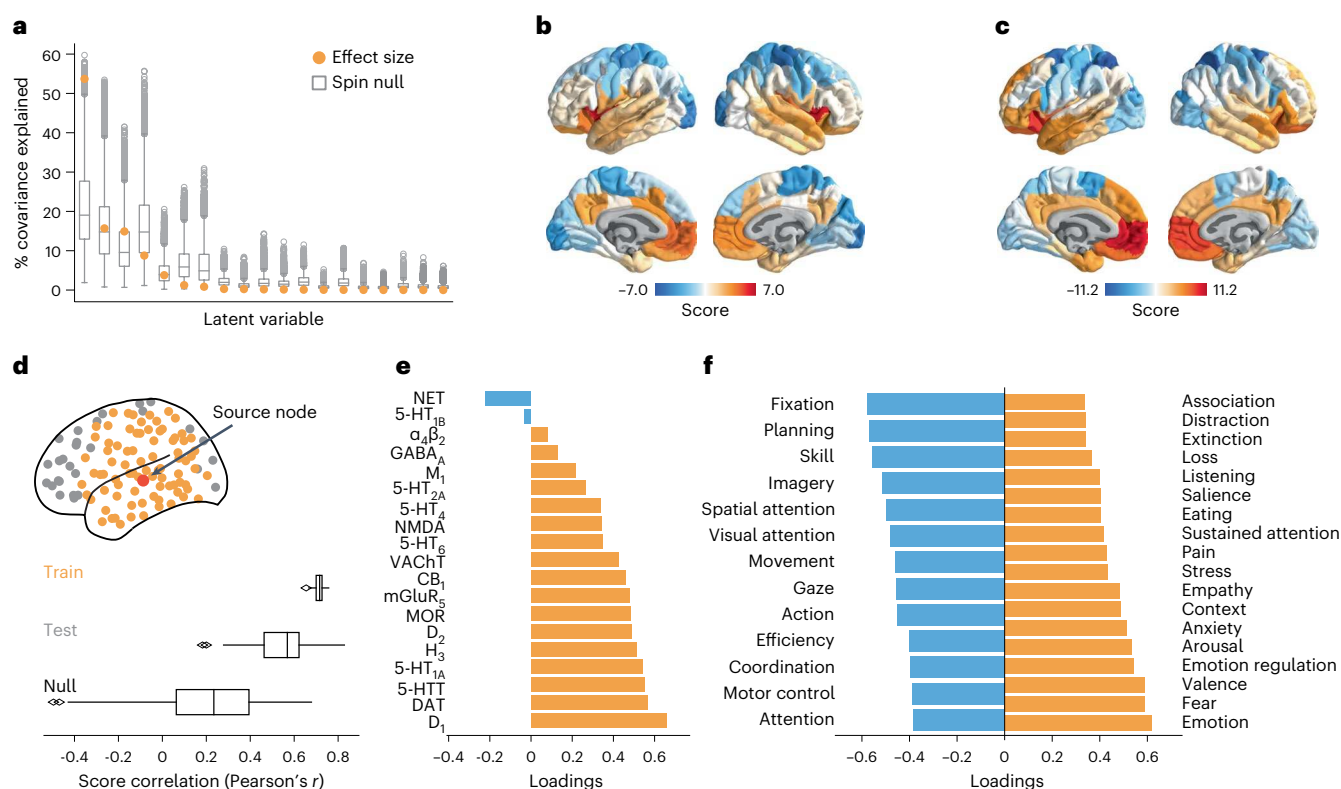 a
% covariance explained
60
50
40
30
20
10
0
Effect size
Spin null
Latent variable
b
−7.0 7.0
Score
c
−11.2 11.2
Score
d
Source node
Train
Test
Null
−0.4 −0.2 0 0.2 0.4 0.6 0.8
Score correlation (Pearson's r)
e
NET
5-HT1B
α4β2
GABAA
M1
5-HT2A
5-HT4
NMDA
5-HT6
VAChT
CB1
mGluR5
MOR
D2
H3
5-HT1A
5-HTT
DAT
D1
−0.4 −0.2 0 0.2 0.4 0.6
Loadings
f
Fixation
Planning
Skill
Imagery
Spatial attention
Visual attention
Movement
Gaze
Action
Efficiency
Coordination
Motor control
Attention
Association
Distraction
Extinction
Loss
Listening
Salience
Eating
Sustained attention
Pain
Stress
Empathy
Context
Anxiety
Arousal
Emotion regulation
Valence
Fear
Emotion
−0.6 −0.4 −0.2 0 0.2 0.4 0.6
Loadings